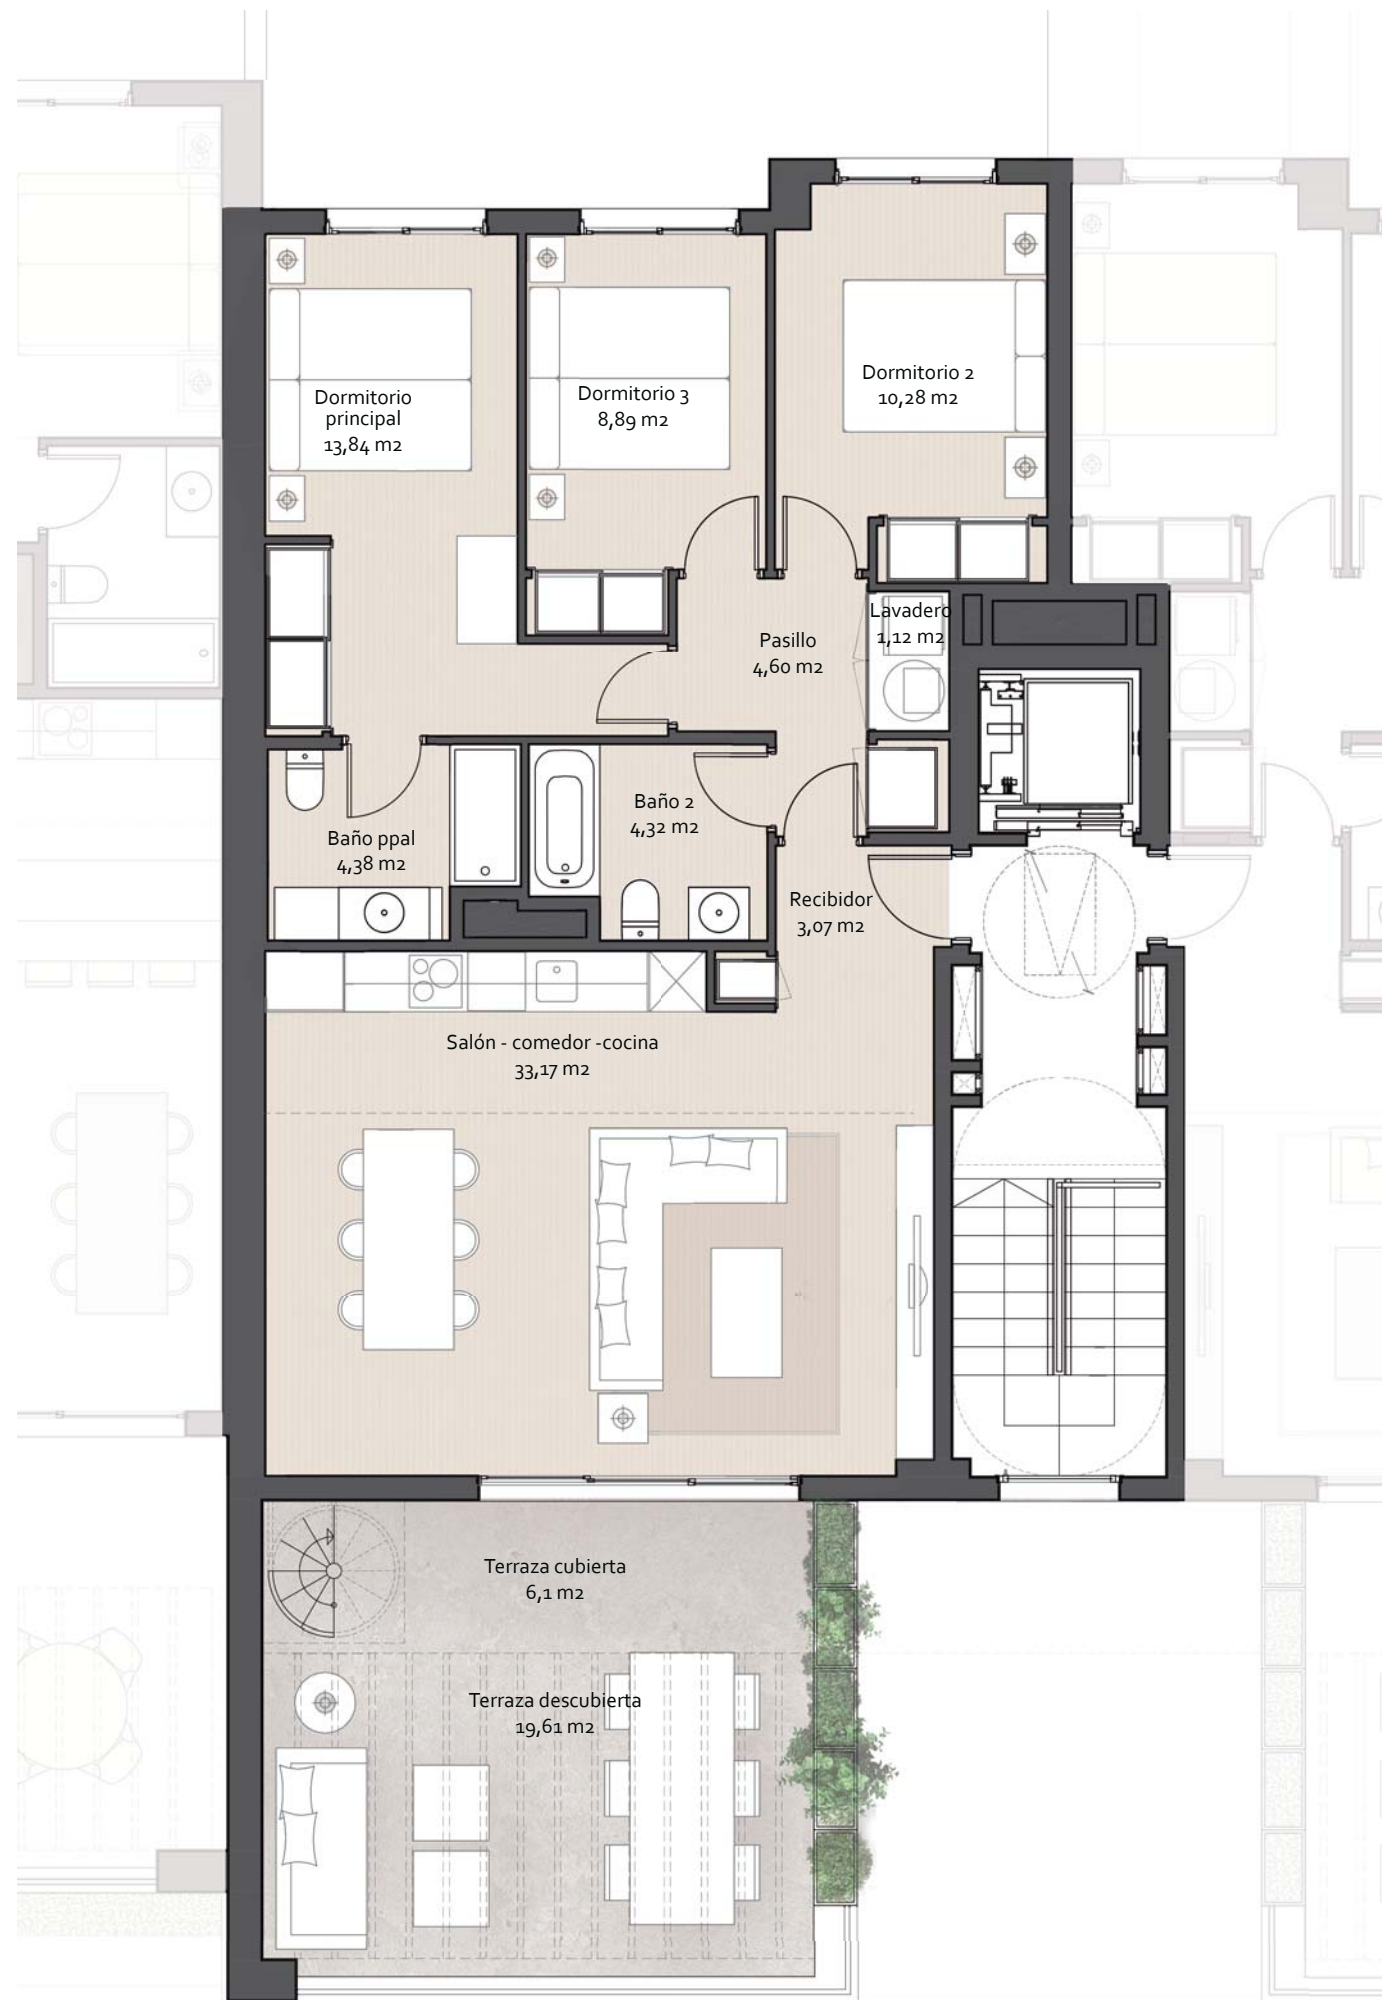 Dormitorio 2
10,28 m2
Dormitorio 3
8,89 m2
Dormitorio
principal
13,84 m2
Lavadero
1,12 m2
Pasillo
4,60 m2
Baño 2
4,32 m2
Baño ppal
4,38 m2
Recibidor
3,07 m2
Salón - comedor -cocina
33,17 m2
Terraza cubierta
6,1 m2
Terraza descubierta
19,61 m2